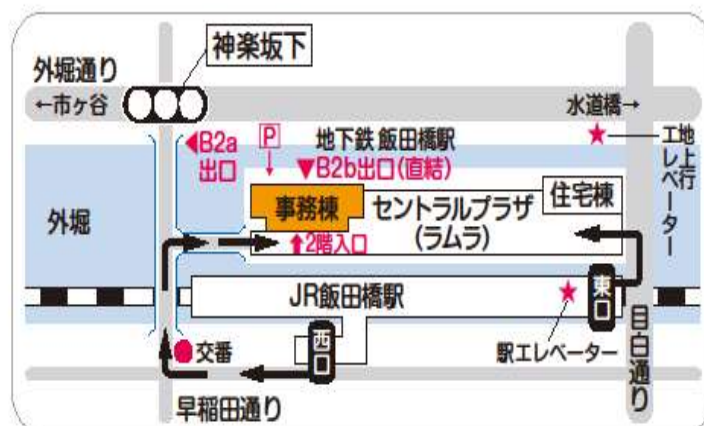 神楽坂下
外堀通り
←市ヶ谷
水道橋→
◀B2a
出口
P
地下鉄 飯田橋駅
▼B2b出口(直結)
★
地上行
エレベーター
外堀
事務棟
セントラルプラザ
(ラムラ)
住宅棟
⬆2階入口
JR飯田橋駅
★
東口
西口
交番
駅エレベーター
目白通り
早稲田通り